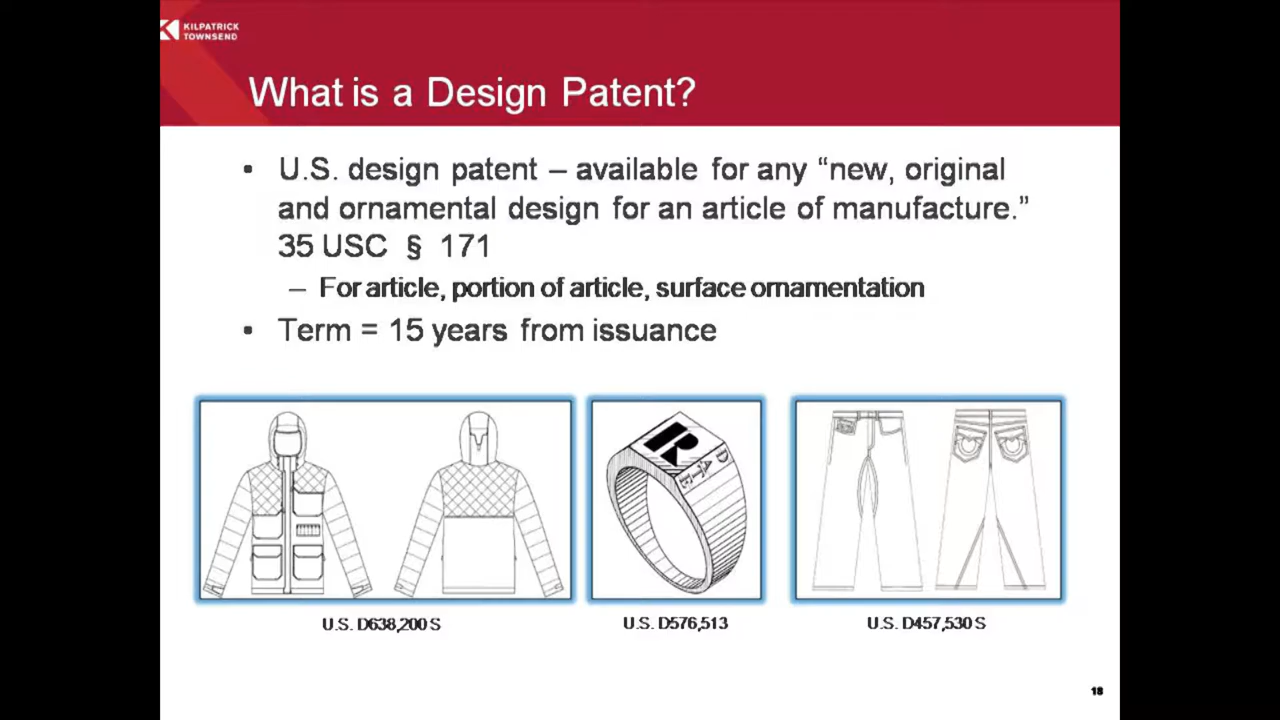 KILPATRICK
TOWNSEND
What is a Design Patent?
• U.S. design patent – available for any “new, original
and ornamental design for an article of manufacture.”
35 USC § 171
– For article, portion of article, surface ornamentation
• Term = 15 years from issuance
R
DATE
U.S. D638,200 S
U.S. D576,513
U.S. D457,530 S
18